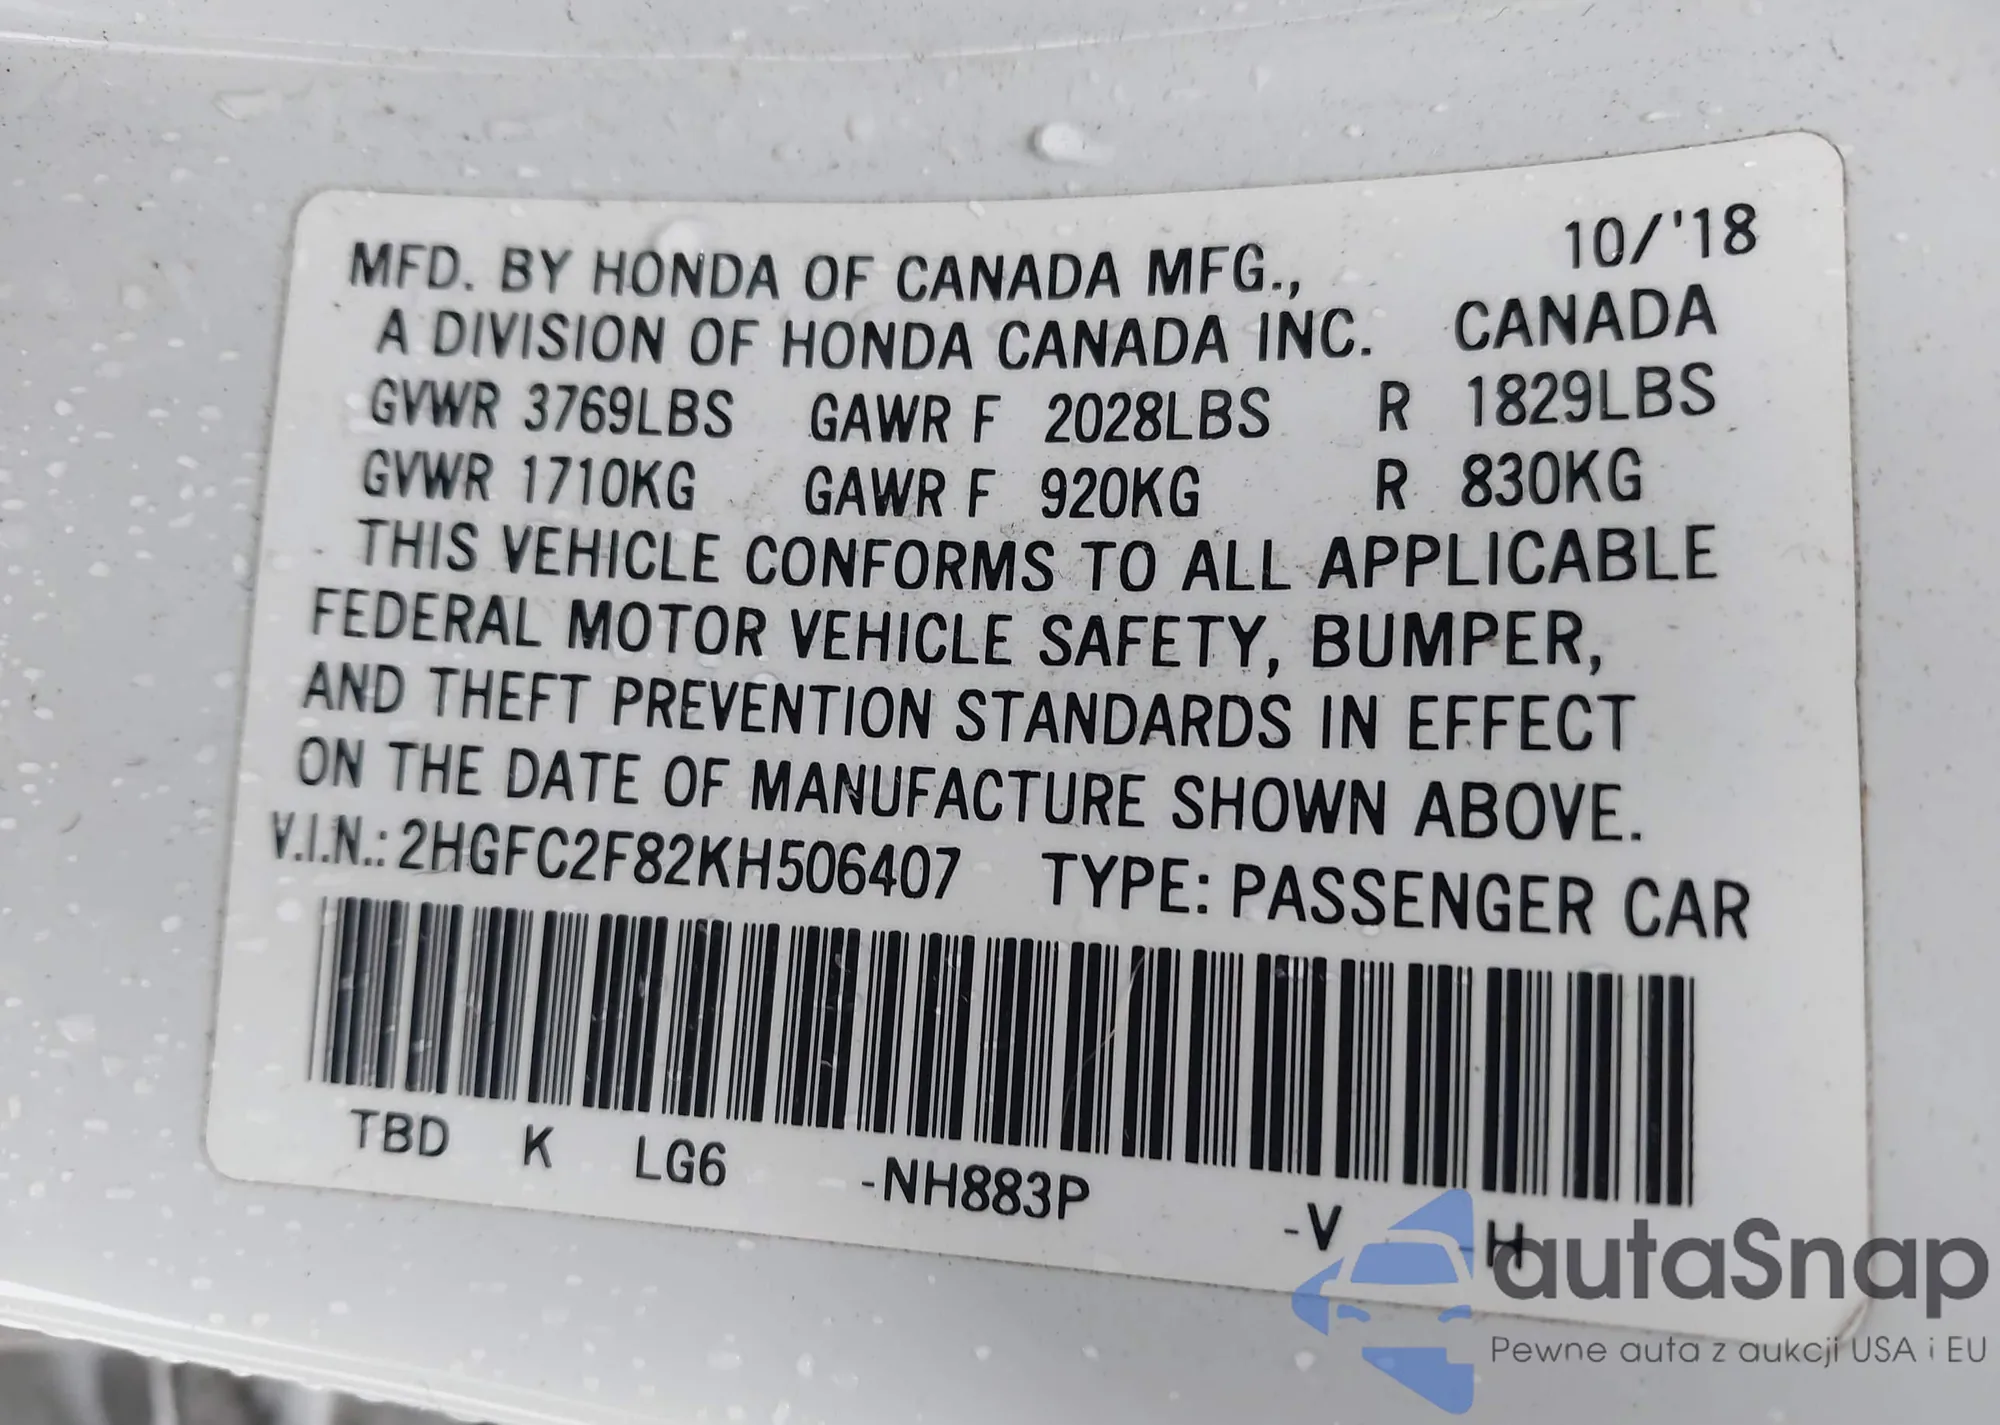 10/'18
MFD. BY HONDA OF CANADA MFG.,
A DIVISION OF HONDA CANADA INC. CANADA
GVWR 3769LBS GAWR F 2028LBS R 1829LBS
GVWR 1710KG GAWR F 920KG R 830KG
THIS VEHICLE CONFORMS TO ALL APPLICABLE
FEDERAL MOTOR VEHICLE SAFETY, BUMPER,
AND THEFT PREVENTION STANDARDS IN EFFECT
ON THE DATE OF MANUFACTURE SHOWN ABOVE.
V.I.N.: 2HGFC2F82KH506407 TYPE: PASSENGER CAR
TBD K LG6 -NH883P -V -H
autaSnap
Pewne auta z aukcji USA i EU